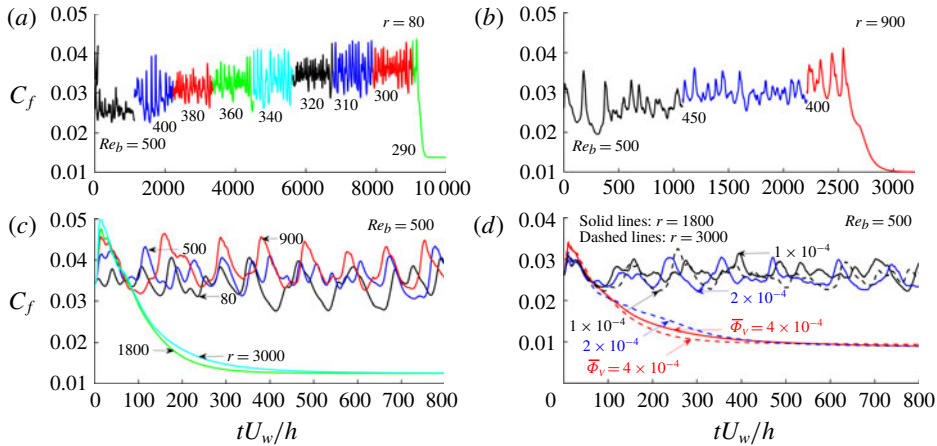 (a)
r = 80
0.05
0.04
C_f 0.03
0.02
0.01
Re_b = 500
400
380
360
340
320
310
300
290
0 2000 4000 6000 8000 10 000
(b)
r = 900
0.05
0.04
0.03
0.02
0.01
Re_b = 500
450
400
0 500 1000 1500 2000 2500 3000
(c)
Re_b = 500
0.05
0.04
C_f 0.03
0.02
0.01
500
900
80
1800
r = 3000
0 100 200 300 400 500 600 700 800
tU_w/h
(d)
Solid lines: r = 1800
Dashed lines: r = 3000
Re_b = 500
0.04
0.03
0.02
0.01
0
1 × 10⁻⁴
2 × 10⁻⁴
1 × 10⁻⁴
2 × 10⁻⁴
Φ̅_V = 4 × 10⁻⁴
Φ̅_V = 4 × 10⁻⁴
0 100 200 300 400 500 600 700 800
tU_w/h